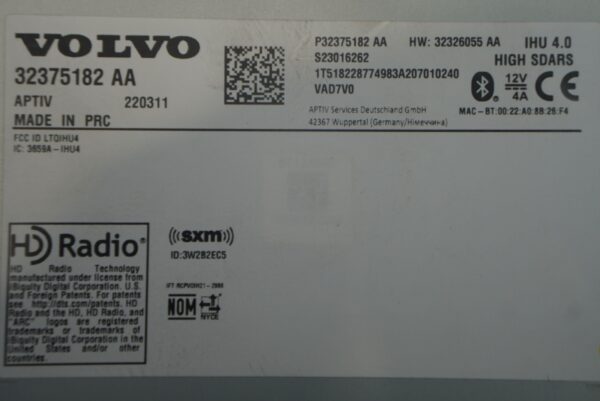 VOLVO
32375182 AA
APTIV 220311
MADE IN PRC
FCC ID LTQIHU4
IC: 3659A-IHU4
P32375182 AA HW: 32326055 AA IHU 4.0
S23016262 HIGH SDARS
1T518228774983A207010240
VAD7V0 12V 4A CE
APTIV Services Deutschland GmbH
42367 Wuppertal (Germany/Німеччина)
MAC-BT:00:22:A0:8B:26:F4
HD Radio®
HD Radio Technology
manufactured under license from
iBiquity Digital Corporation. U.S.
and Foreign Patents. For patents
see http://dts.com/patents. HD
Radio and the HD, HD Radio, and
"ARC" logos are registered
trademarks or trademarks of
iBiquity Digital Corporation in the
United States and/or other
countries.
((sxm))
ID:3W2B2EC5
NOM NYCE